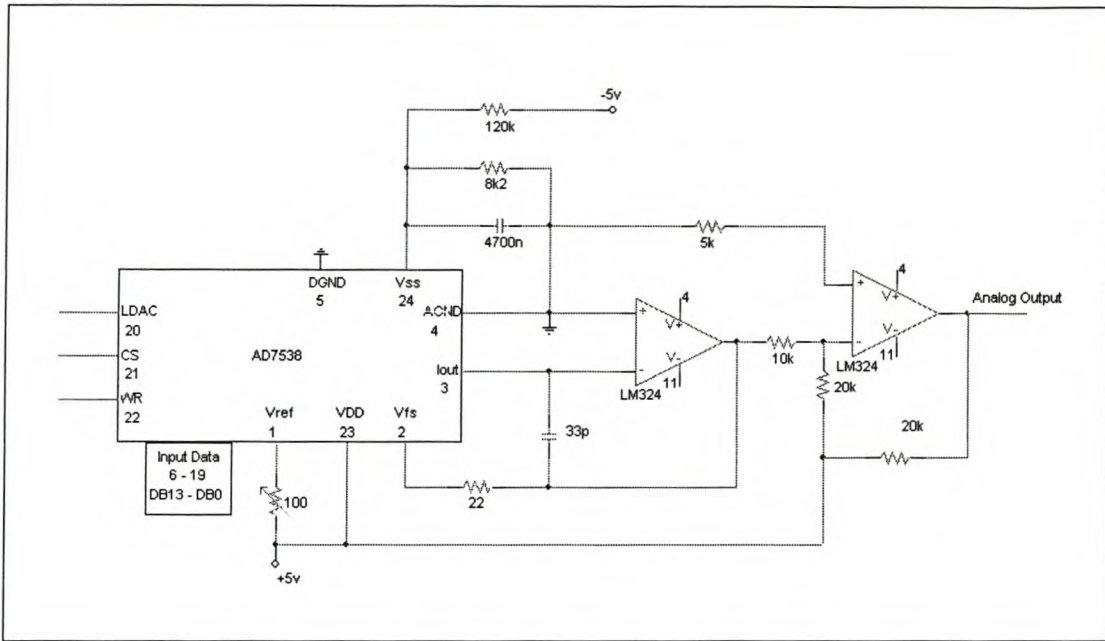 -5v
120k
8k2
4700n
5k
DGND
5
Vss
24
4
V+
V-
11
LM324
Analog Output
LDAC
20
CS
21
WR
22
AD7538
AGND
4
Iout
3
4
V+
V-
11
LM324
10k
20k
20k
Vref
1
VDD
23
Vfs
2
33p
22
Input Data
6 - 19
DB13 - DB0
100
+5v